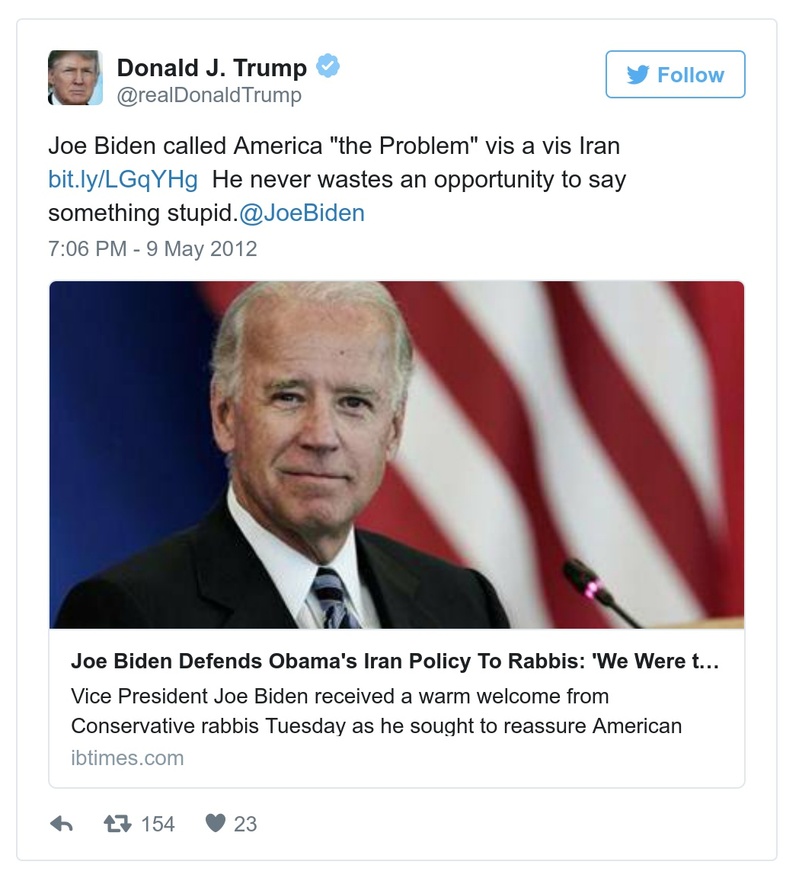 Donald J. Trump
@realDonaldTrump
Follow
Joe Biden called America "the Problem" vis a vis Iran
bit.ly/LGqYHg He never wastes an opportunity to say
something stupid.@JoeBiden
7:06 PM - 9 May 2012
Joe Biden Defends Obama's Iran Policy To Rabbis: 'We Were t...
Vice President Joe Biden received a warm welcome from
Conservative rabbis Tuesday as he sought to reassure American
ibtimes.com
154 23